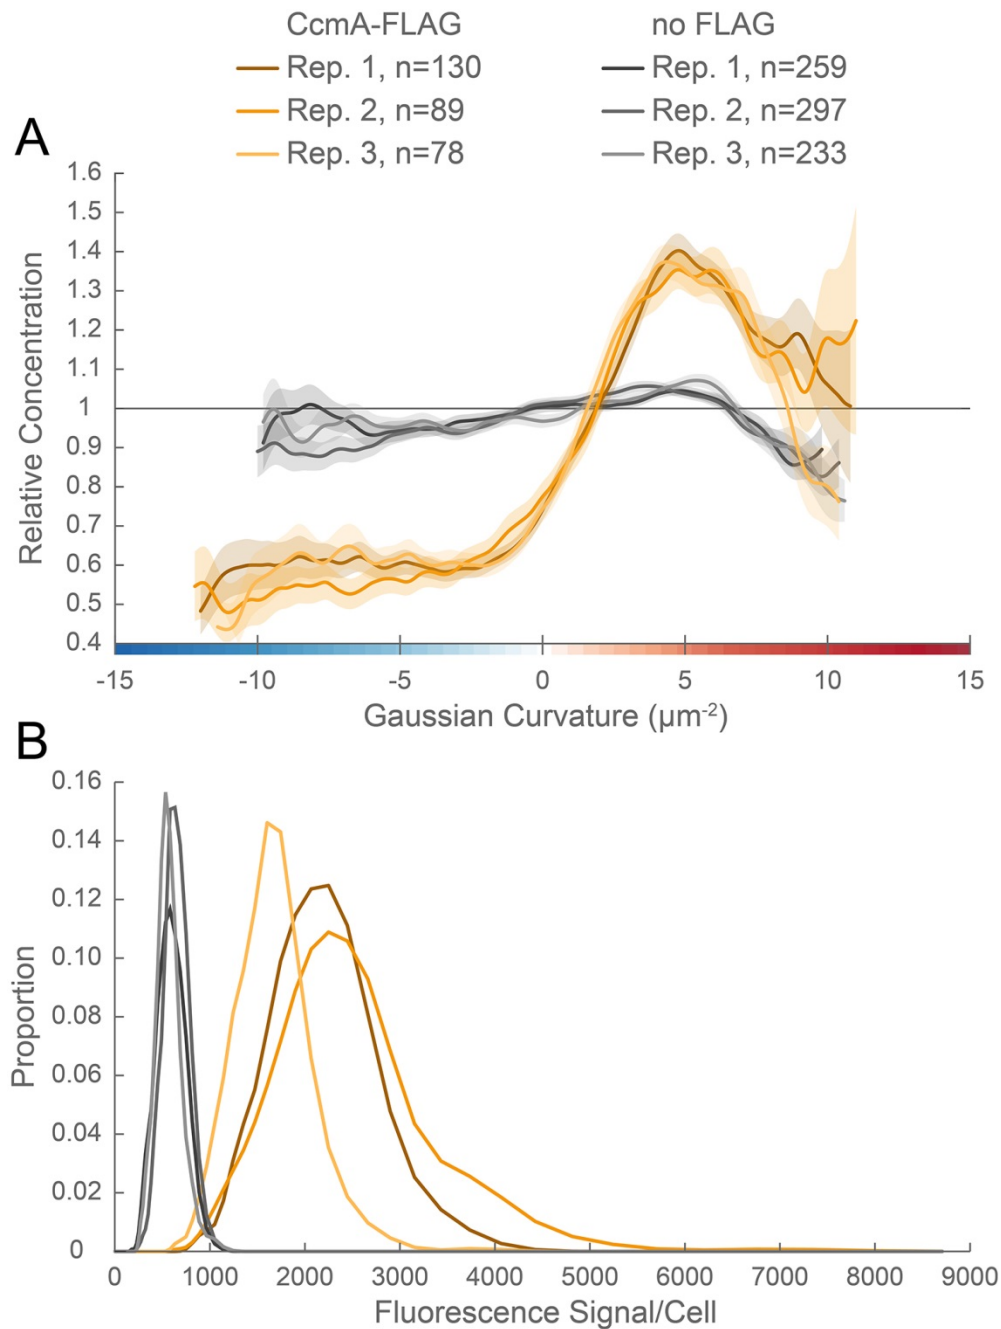 CcmA-FLAG
no FLAG
Rep. 1, n=130
Rep. 1, n=259
Rep. 2, n=89
Rep. 2, n=297
Rep. 3, n=78
Rep. 3, n=233
A
1.6
1.5
1.4
1.3
1.2
1.1
1
0.9
0.8
0.7
0.6
0.5
0.4
Relative Concentration
-15 -10 -5 0 5 10 15
Gaussian Curvature (µm⁻²)
B
0.16
0.14
0.12
0.10
0.08
0.06
0.04
0.02
0
Proportion
0 1000 2000 3000 4000 5000 6000 7000 8000 9000
Fluorescence Signal/Cell